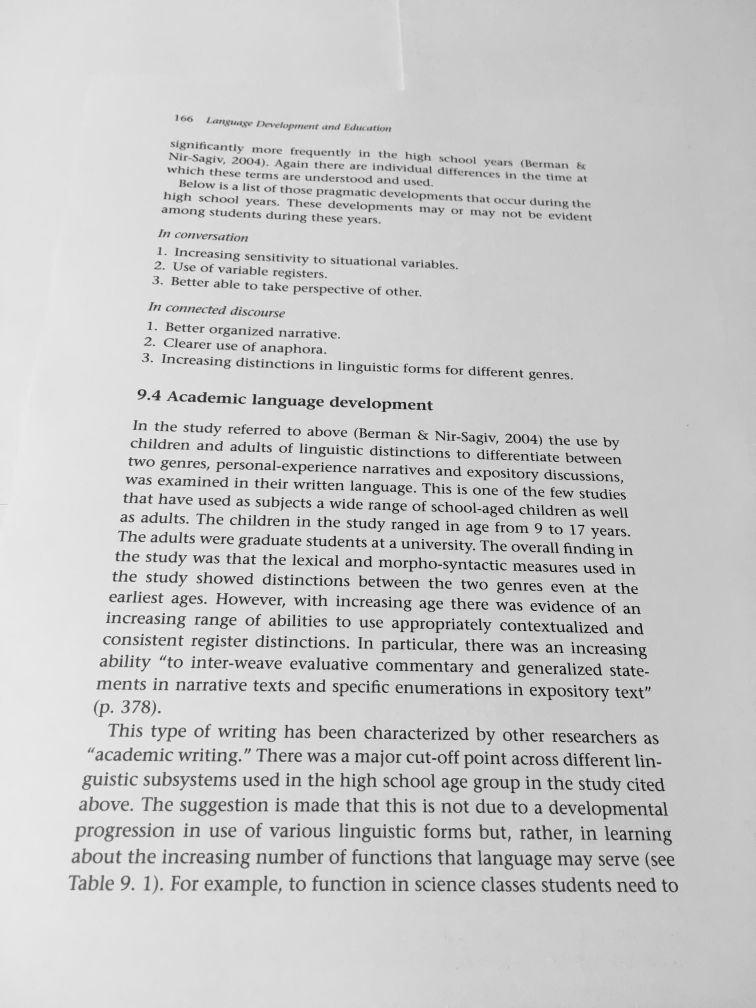 166 Language Development and Education
significantly more frequently in the high school years (Berman &
Nir-Sagiv, 2004). Again there are individual differences in the time at
which these terms are understood and used.
Below is a list of those pragmatic developments that occur during the
high school years. These developments may or may not be evident
among students during these years.
In conversation
1. Increasing sensitivity to situational variables.
2. Use of variable registers.
3. Better able to take perspective of other.
In connected discourse
1. Better organized narrative.
2. Clearer use of anaphora.
3. Increasing distinctions in linguistic forms for different genres.
9.4 Academic language development
In the study referred to above (Berman & Nir-Sagiv, 2004) the use by
children and adults of linguistic distinctions to differentiate between
two genres, personal-experience narratives and expository discussions,
was examined in their written language. This is one of the few studies
that have used as subjects a wide range of school-aged children as well
as adults. The children in the study ranged in age from 9 to 17 years.
The adults were graduate students at a university. The overall finding in
the study was that the lexical and morpho-syntactic measures used in
the study showed distinctions between the two genres even at the
earliest ages. However, with increasing age there was evidence of an
increasing range of abilities to use appropriately contextualized and
consistent register distinctions. In particular, there was an increasing
ability “to inter-weave evaluative commentary and generalized state-
ments in narrative texts and specific enumerations in expository text”
(p. 378).
This type of writing has been characterized by other researchers as
“academic writing.” There was a major cut-off point across different lin-
guistic subsystems used in the high school age group in the study cited
above. The suggestion is made that this is not due to a developmental
progression in use of various linguistic forms but, rather, in learning
about the increasing number of functions that language may serve (see
Table 9. 1). For example, to function in science classes students need to